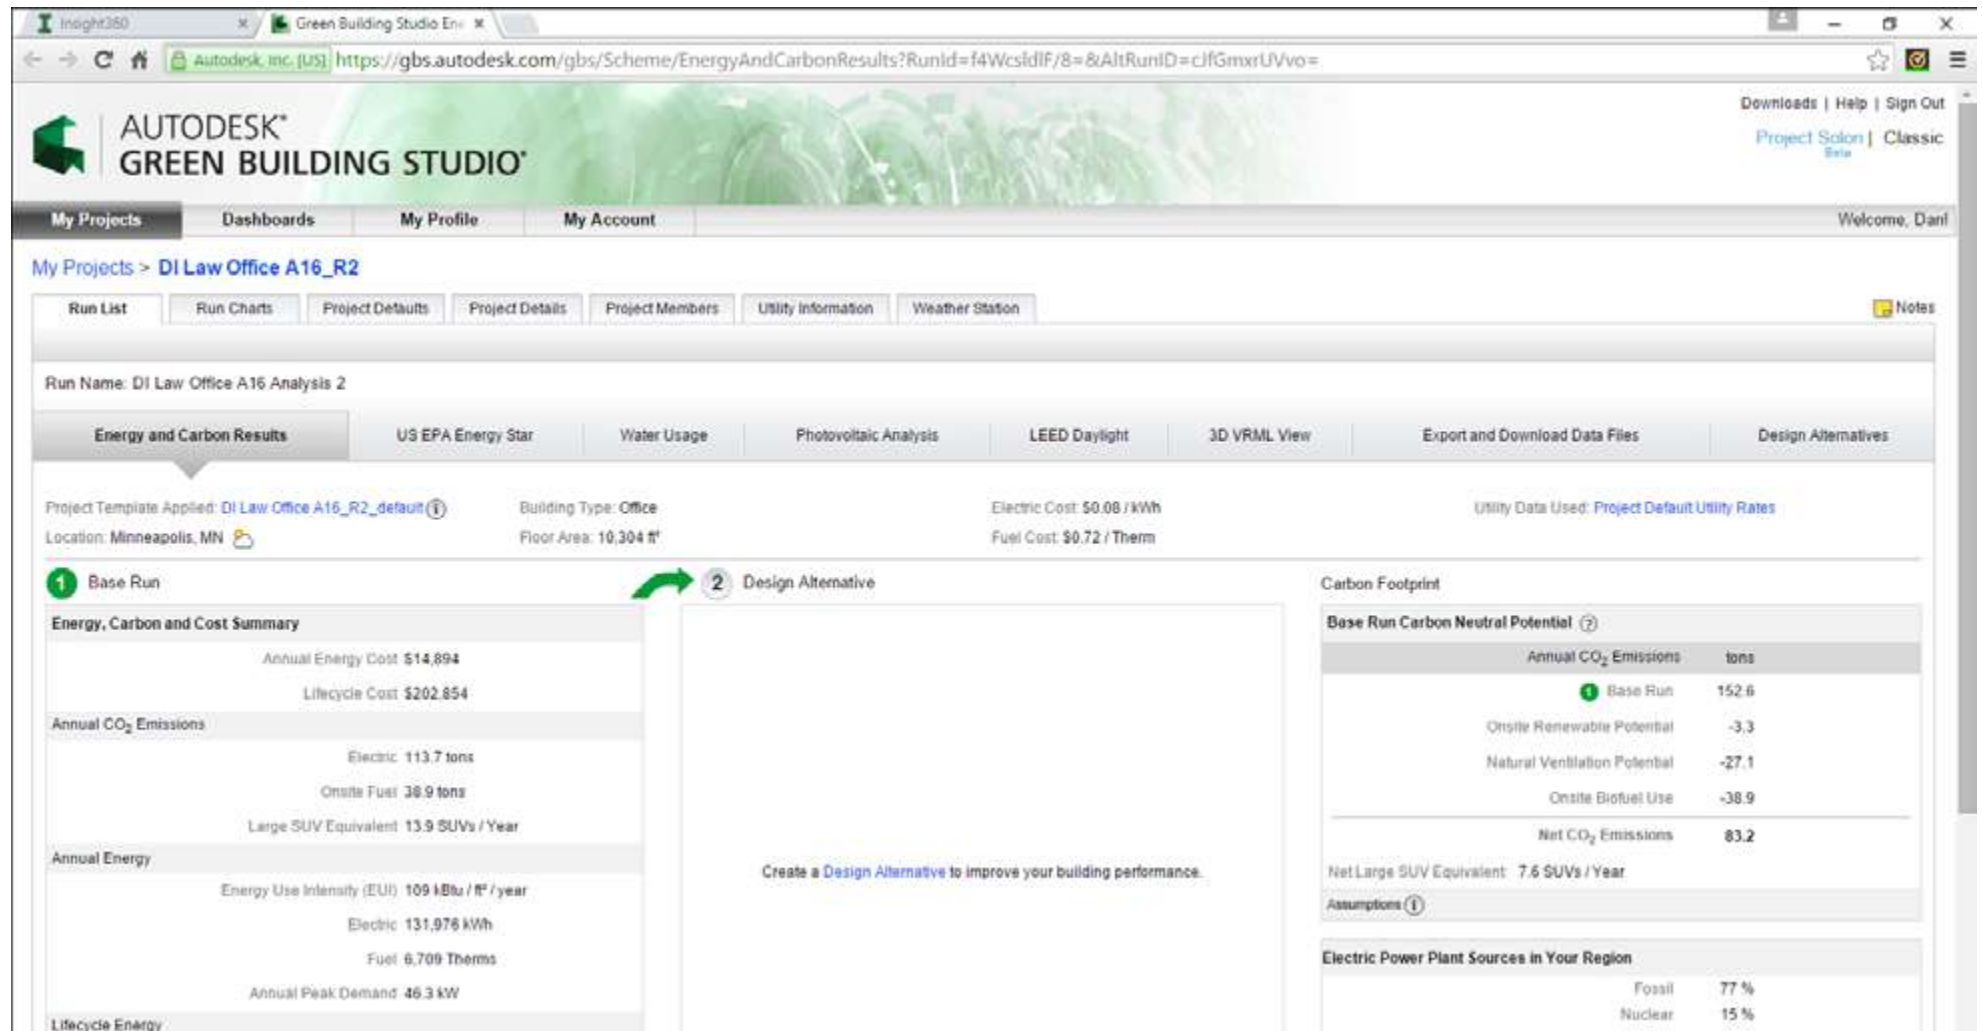 Insight360
Green Building Studio Ene
Autodesk, Inc. [US] https://gbs.autodesk.com/gbs/Scheme/EnergyAndCarbonResults?RunId=f4WcsldlF/8=&AltRunID=cJfGmxrUVvo=
Downloads | Help | Sign Out
Project Solon | Classic
Beta
AUTODESK®
GREEN BUILDING STUDIO®
My Projects Dashboards My Profile My Account Welcome, Danl
My Projects > DI Law Office A16_R2
Run List Run Charts Project Defaults Project Details Project Members Utility Information Weather Station Notes
Run Name: DI Law Office A16 Analysis 2
Energy and Carbon Results US EPA Energy Star Water Usage Photovoltaic Analysis LEED Daylight 3D VRML View Export and Download Data Files Design Alternatives
Project Template Applied: DI Law Office A16_R2_default Building Type: Office Electric Cost: $0.08 / kWh Utility Data Used: Project Default Utility Rates
Location: Minneapolis, MN Floor Area: 10,304 ft² Fuel Cost: $0.72 / Therm
1 Base Run
Energy, Carbon and Cost Summary
Annual Energy Cost $14,894
Lifecycle Cost $202,854
Annual CO₂ Emissions
Electric 113.7 tons
Onsite Fuel 38.9 tons
Large SUV Equivalent 13.9 SUVs / Year
Annual Energy
Energy Use Intensity (EUI) 109 kBtu / ft² / year
Electric 131,976 kWh
Fuel 6,709 Therms
Annual Peak Demand 46.3 kW
Lifecycle Energy
2 Design Alternative
Create a Design Alternative to improve your building performance.
Carbon Footprint
Base Run Carbon Neutral Potential ?
Annual CO₂ Emissions tons
1 Base Run 152.6
Onsite Renewable Potential -3.3
Natural Ventilation Potential -27.1
Onsite Biofuel Use -38.9
Net CO₂ Emissions 83.2
Net Large SUV Equivalent: 7.6 SUVs / Year
Assumptions
Electric Power Plant Sources in Your Region
Fossil 77 %
Nuclear 15 %